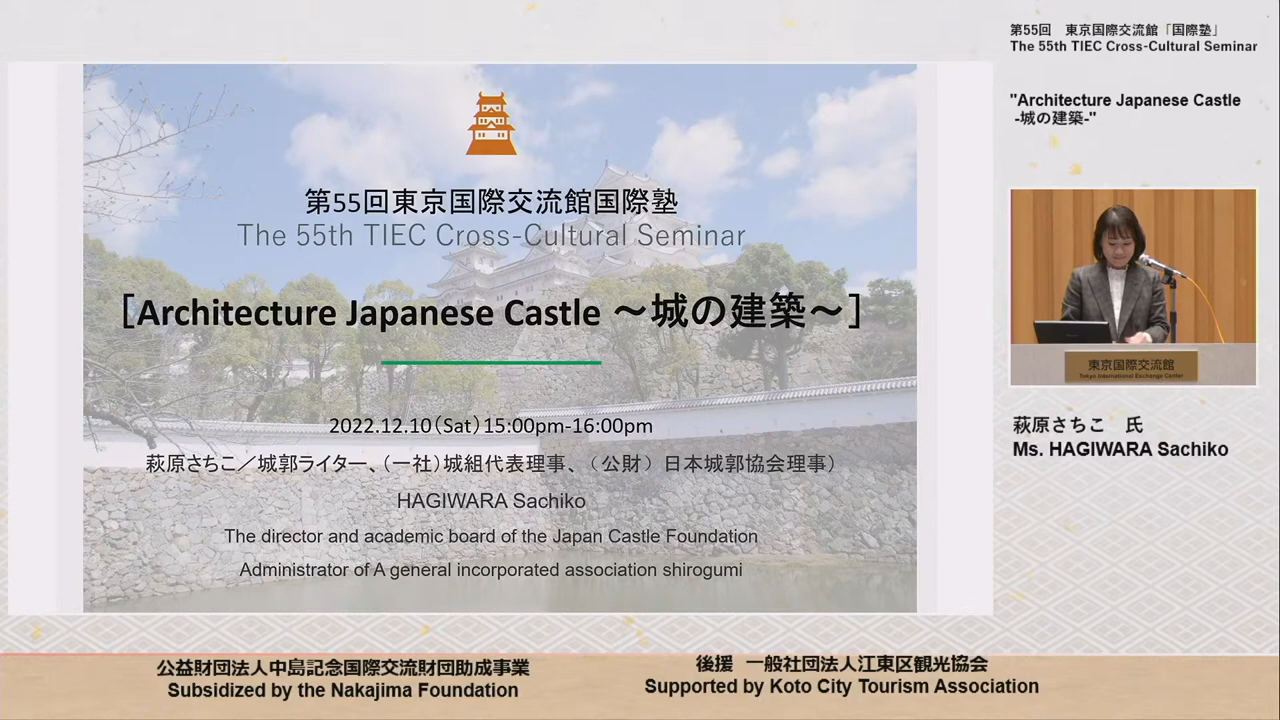 第55回 東京国際交流館「国際塾」
The 55th TIEC Cross-Cultural Seminar
"Architecture Japanese Castle
-城の建築-"
第55回東京国際交流館国際塾
The 55th TIEC Cross-Cultural Seminar
［Architecture Japanese Castle ～城の建築～］
2022.12.10（Sat）15:00pm-16:00pm
萩原さちこ／城郭ライター、（一社）城組代表理事、（公財）日本城郭協会理事）
HAGIWARA Sachiko
The director and academic board of the Japan Castle Foundation
Administrator of A general incorporated association shirogumi
東京国際交流館
Tokyo International Exchange Center
萩原さちこ 氏
Ms. HAGIWARA Sachiko
公益財団法人中島記念国際交流財団助成事業
Subsidized by the Nakajima Foundation
後援 一般社団法人江東区観光協会
Supported by Koto City Tourism Association